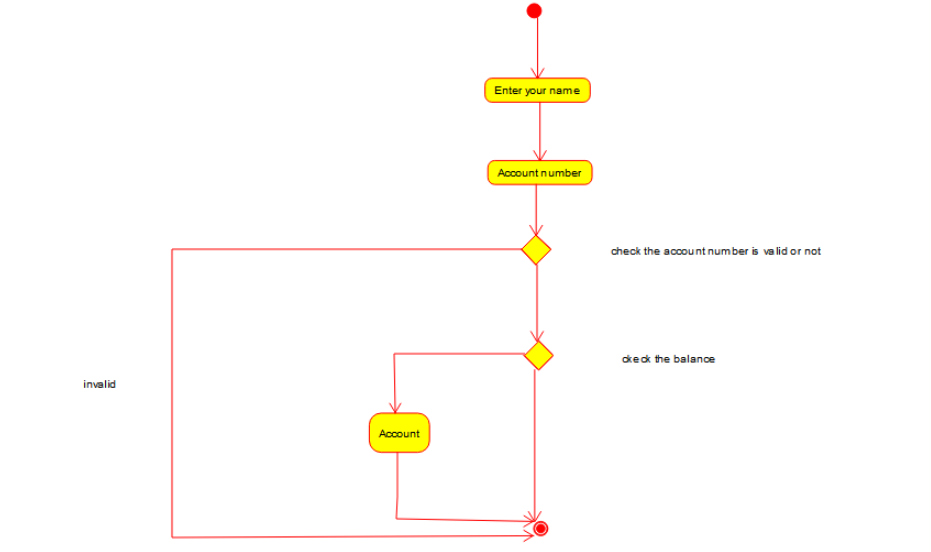 Enter your name
Account number
check the account number is valid or not
ckeck the balance
invalid
Account